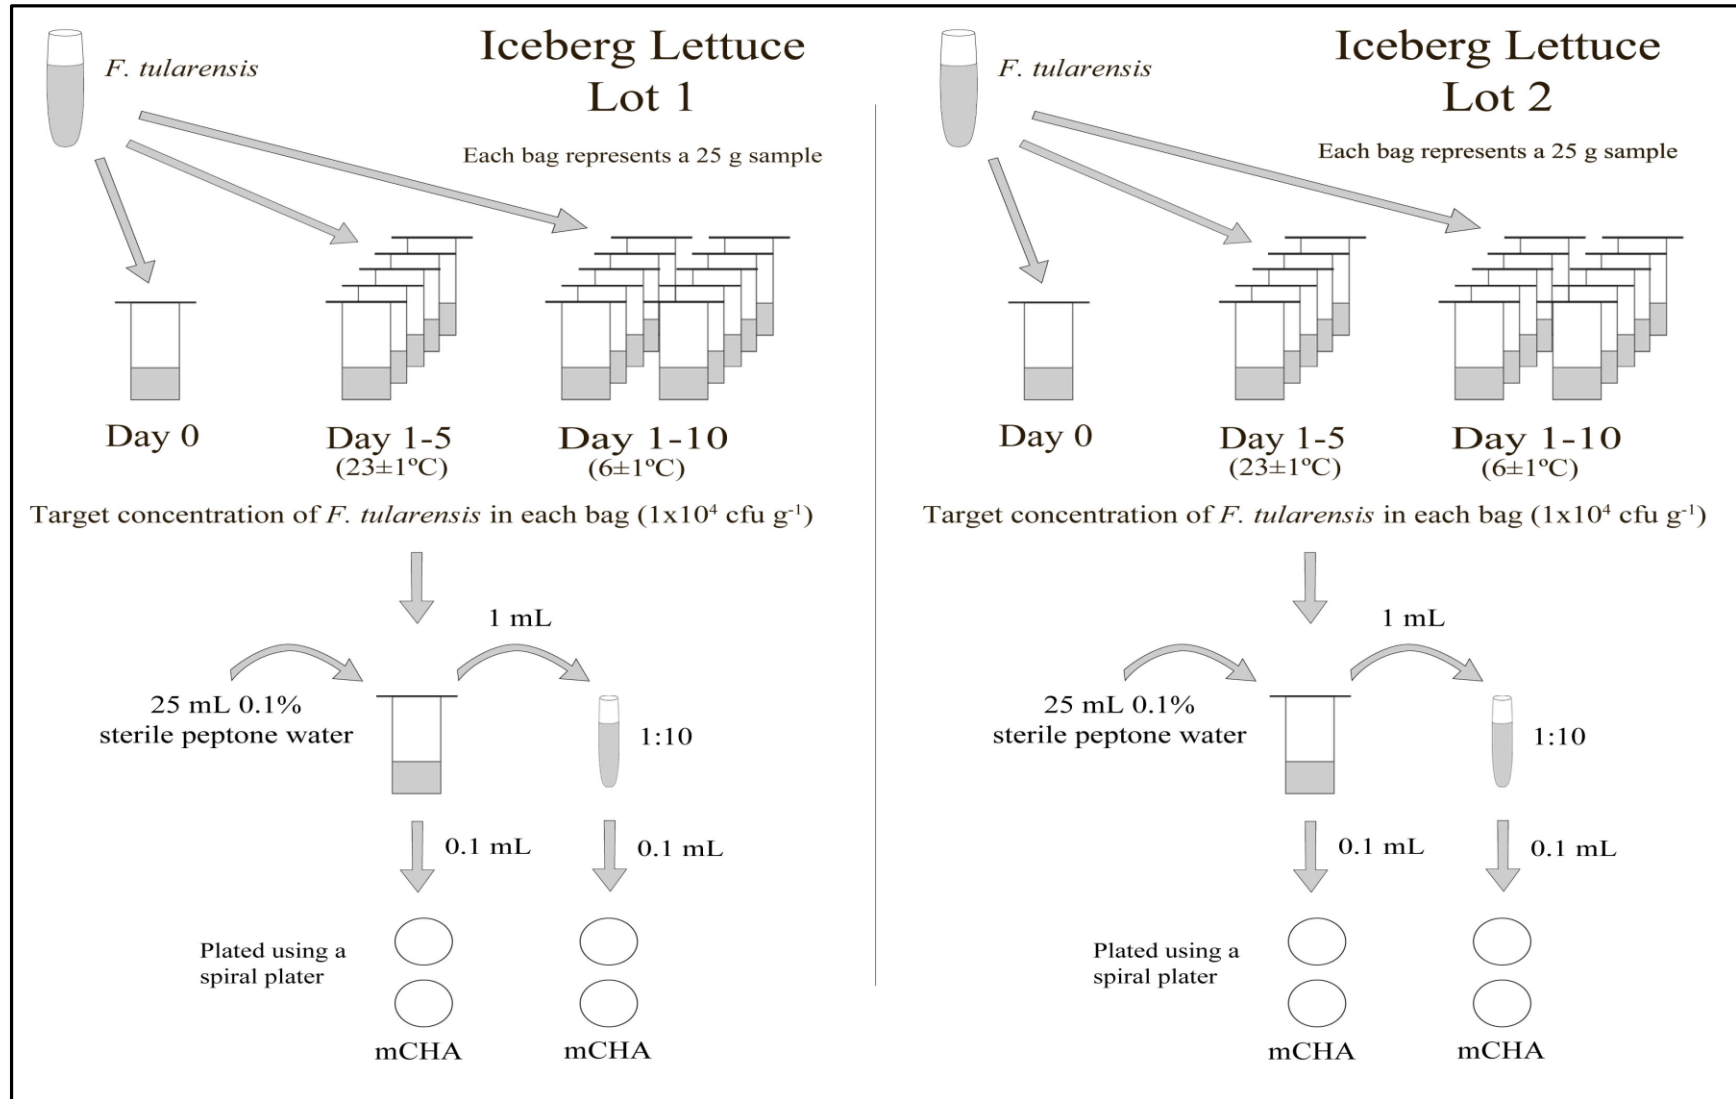 F. tularensis
Iceberg Lettuce
Lot 1
Each bag represents a 25 g sample
Day 0
Day 1-5
(23±1ºC)
Day 1-10
(6±1ºC)
Target concentration of F. tularensis in each bag (1x10⁴ cfu g⁻¹)
1 mL
25 mL 0.1%
sterile peptone water
1:10
0.1 mL
0.1 mL
Plated using a
spiral plater
mCHA
mCHA
F. tularensis
Iceberg Lettuce
Lot 2
Each bag represents a 25 g sample
Day 0
Day 1-5
(23±1ºC)
Day 1-10
(6±1ºC)
Target concentration of F. tularensis in each bag (1x10⁴ cfu g⁻¹)
1 mL
25 mL 0.1%
sterile peptone water
1:10
0.1 mL
0.1 mL
Plated using a
spiral plater
mCHA
mCHA